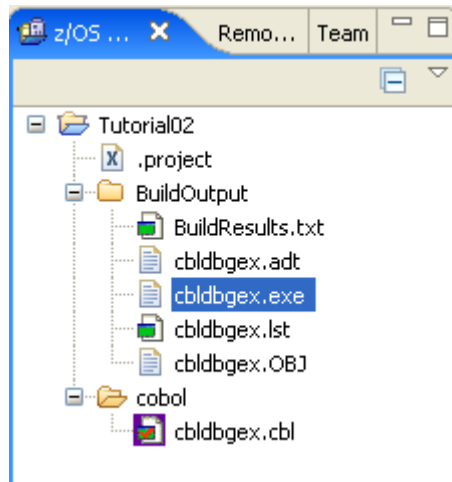 z/OS ... Remo... Team
Tutorial02
.project
BuildOutput
BuildResults.txt
cbldbgex.adt
cbldbgex.exe
cbldbgex.lst
cbldbgex.OBJ
cobol
cbldbgex.cbl